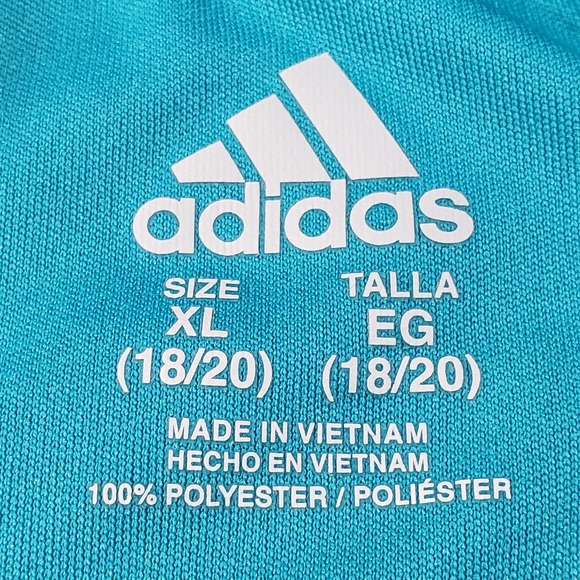 adidas
SIZE TALLA
XL EG
(18/20) (18/20)
MADE IN VIETNAM
HECHO EN VIETNAM
100% POLYESTER / POLIÉSTER